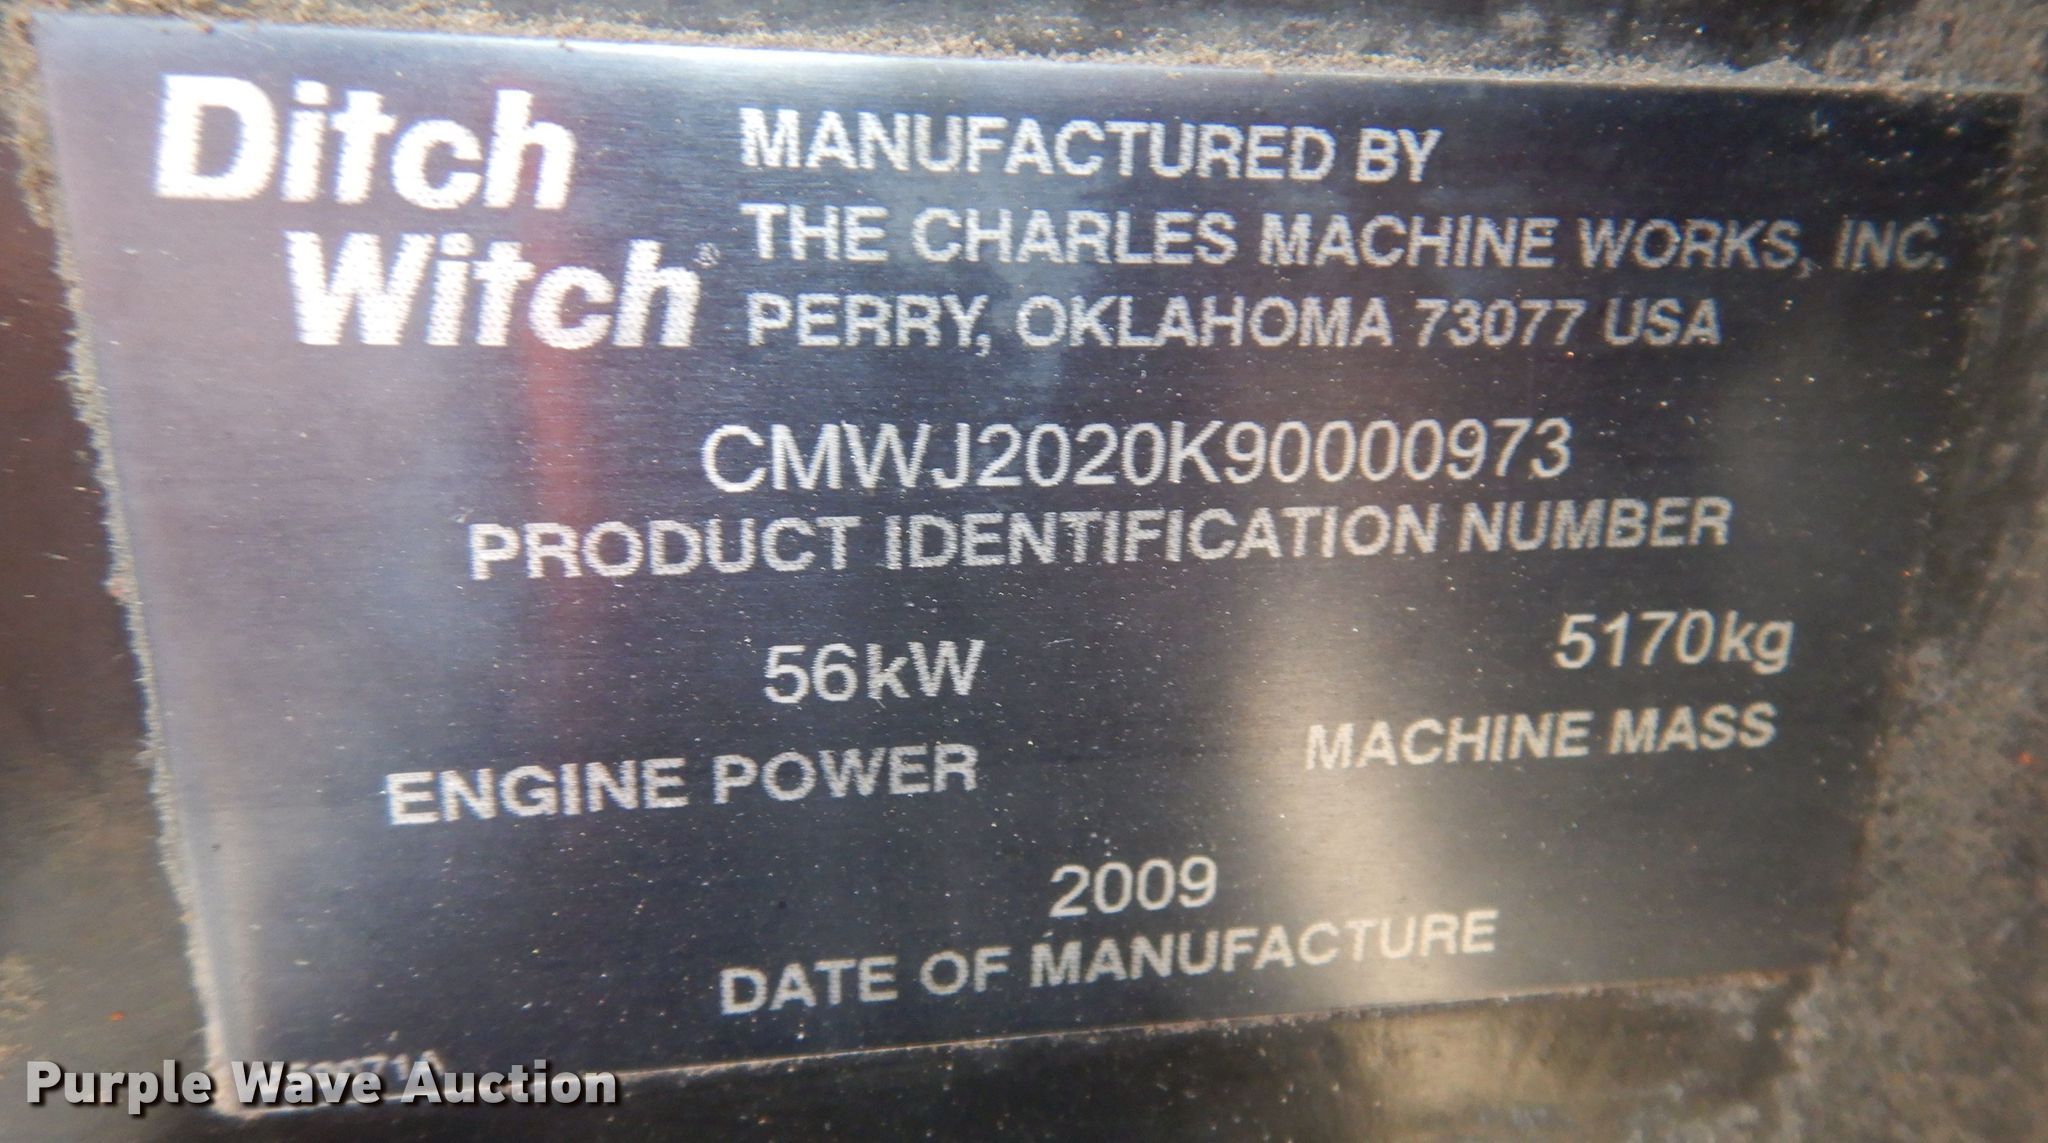 Ditch
Witch®
MANUFACTURED BY
THE CHARLES MACHINE WORKS, INC.
PERRY, OKLAHOMA 73077 USA
CMWJ2020K90000973
PRODUCT IDENTIFICATION NUMBER
56kW
5170kg
ENGINE POWER
MACHINE MASS
2009
DATE OF MANUFACTURE
Purple Wave Auction